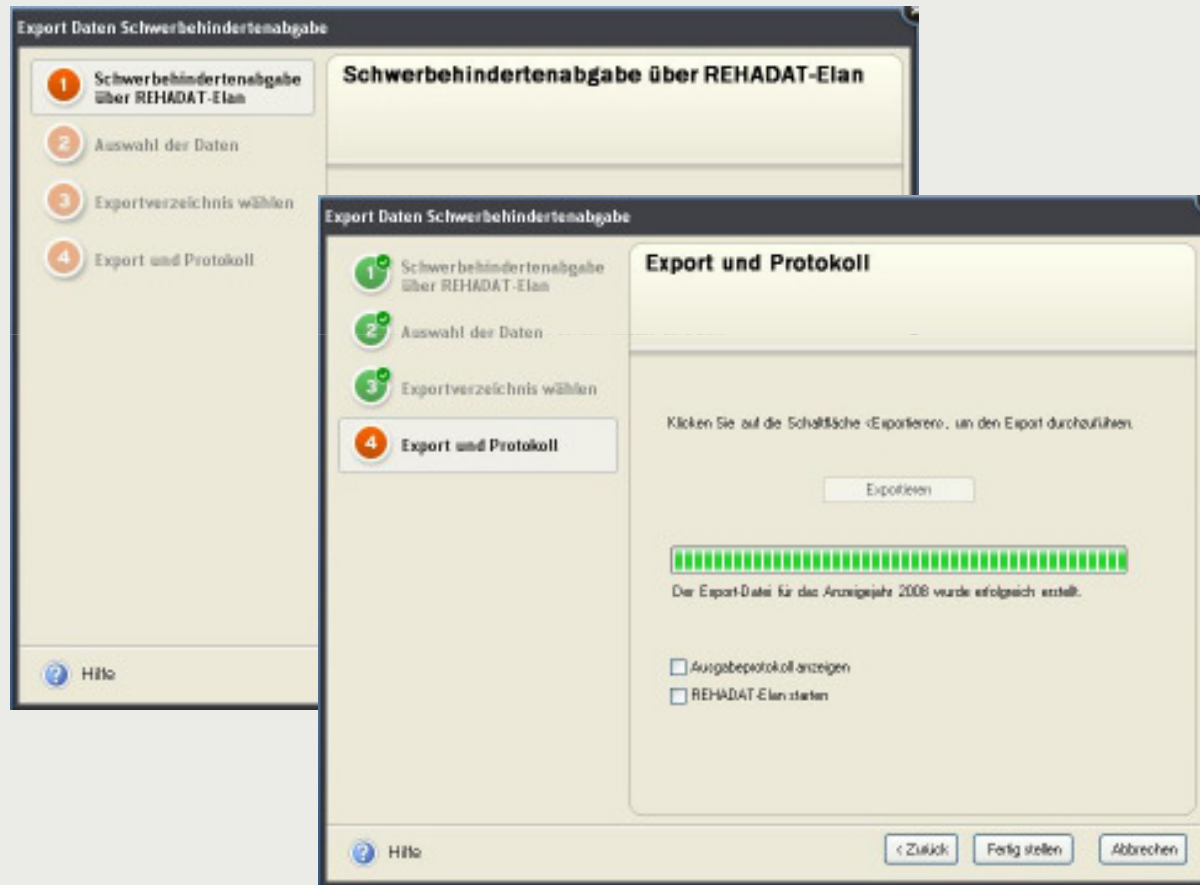 Export Daten Schwerbehindertenabgabe
1
Schwerbehindertenabgabe
über REHADAT-Elan
2
Auswahl der Daten
3
Exportverzeichnis wählen
4
Export und Protokoll
Schwerbehindertenabgabe über REHADAT-Elan
Hilfe
Export Daten Schwerbehindertenabgabe
1
Schwerbehindertenabgabe
über REHADAT-Elan
2
Auswahl der Daten
3
Exportverzeichnis wählen
4
Export und Protokoll
Export und Protokoll
Klicken Sie auf die Schaltfläche <Exportieren>, um den Export durchzuführen.
Exportieren
Der Export-Datei für das Anzeigejahr 2008 wurde erfolgreich erstellt.
Ausgabeprotokoll anzeigen
REHADAT-Elan starten
Hilfe
< Zurück
Fertig stellen
Abbrechen